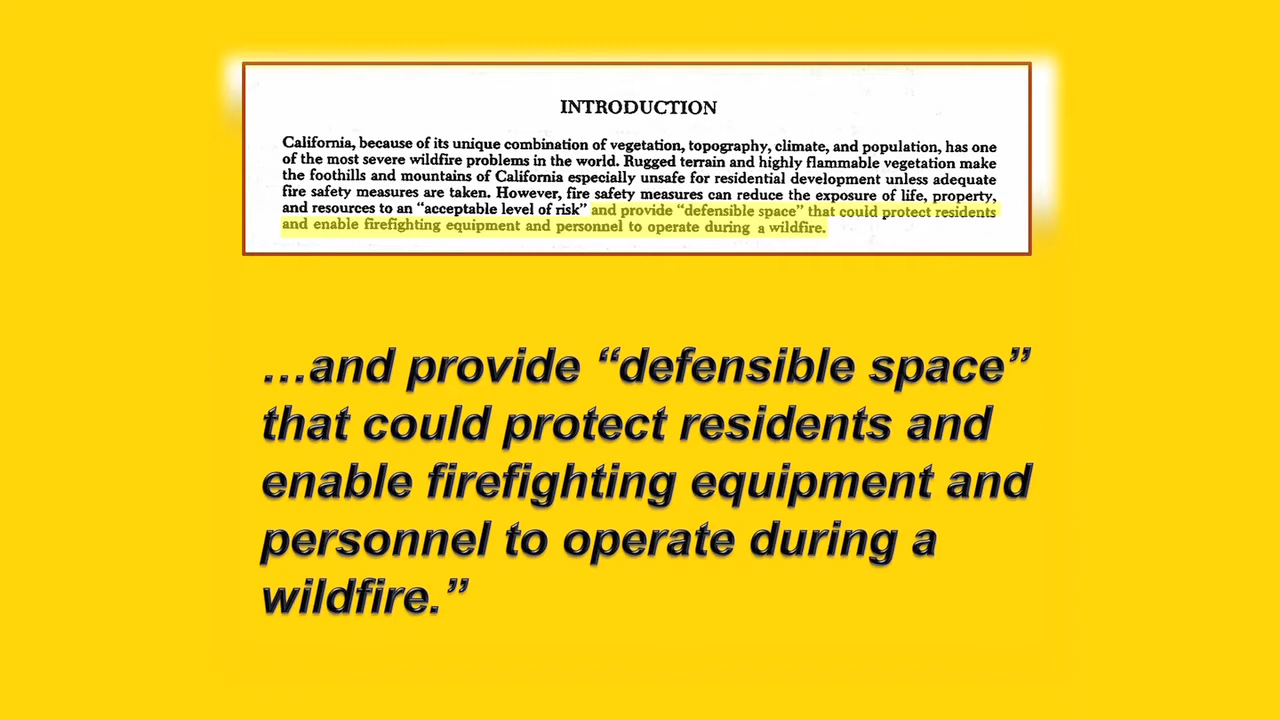 INTRODUCTION
California, because of its unique combination of vegetation, topography, climate, and population, has one
of the most severe wildfire problems in the world. Rugged terrain and highly flammable vegetation make
the foothills and mountains of California especially unsafe for residential development unless adequate
fire safety measures are taken. However, fire safety measures can reduce the exposure of life, property,
and resources to an “acceptable level of risk” and provide “defensible space” that could protect residents
and enable firefighting equipment and personnel to operate during a wildfire.
…and provide “defensible space”
that could protect residents and
enable firefighting equipment and
personnel to operate during a
wildfire.”